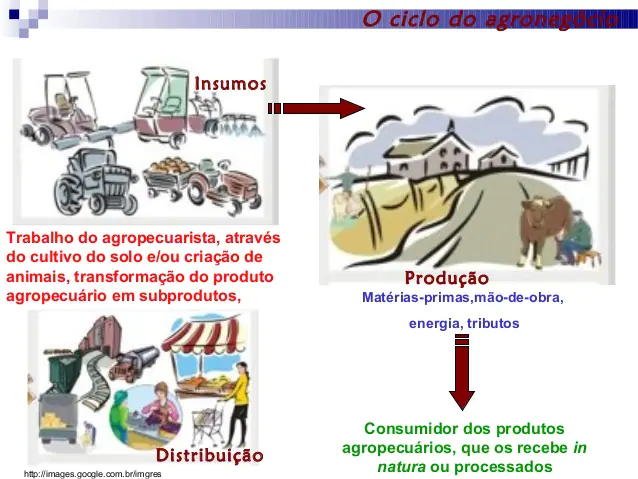 O ciclo do agronegócio
Insumos
Trabalho do agropecuarista, através
do cultivo do solo e/ou criação de
animais, transformação do produto
agropecuário em subprodutos,
Produção
Matérias-primas,mão-de-obra,
energia, tributos
Distribuição
Consumidor dos produtos
agropecuários, que os recebe in
natura ou processados
http://images.google.com.br/imgres